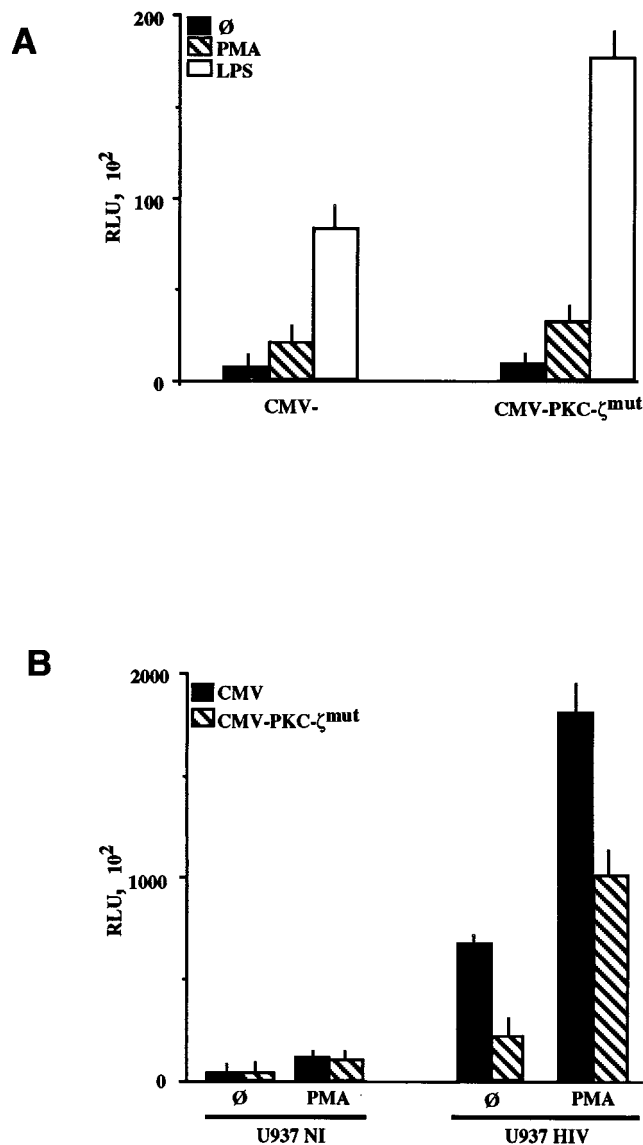 A
Ø
PMA
LPS
200
100
0
RLU, 10²
CMV-
CMV-PKC-ζᵐᵘᵗ
B
2000
CMV
CMV-PKC-ζᵐᵘᵗ
1000
0
RLU, 10²
Ø PMA Ø PMA
U937 NI U937 HIV